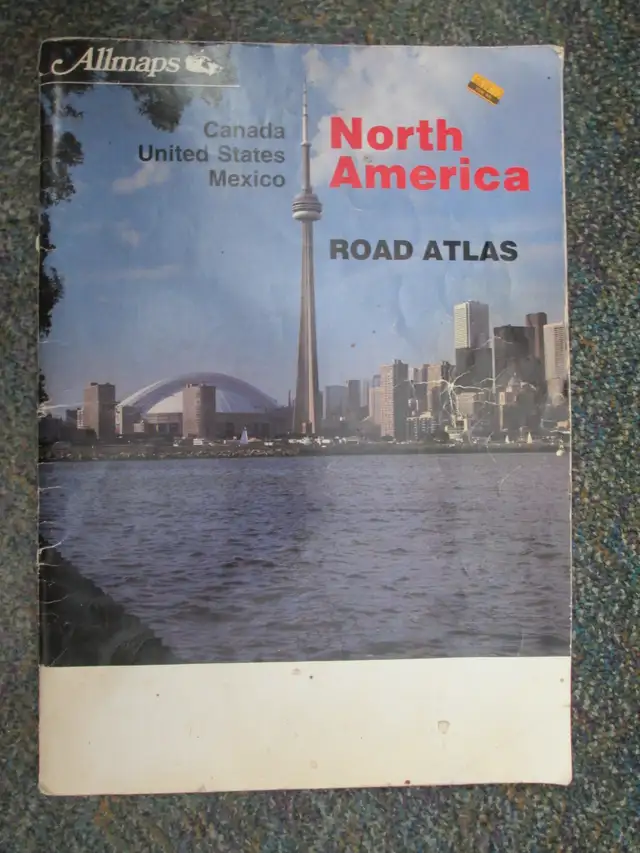 Allmaps
Canada
United States
Mexico
North
America
ROAD ATLAS